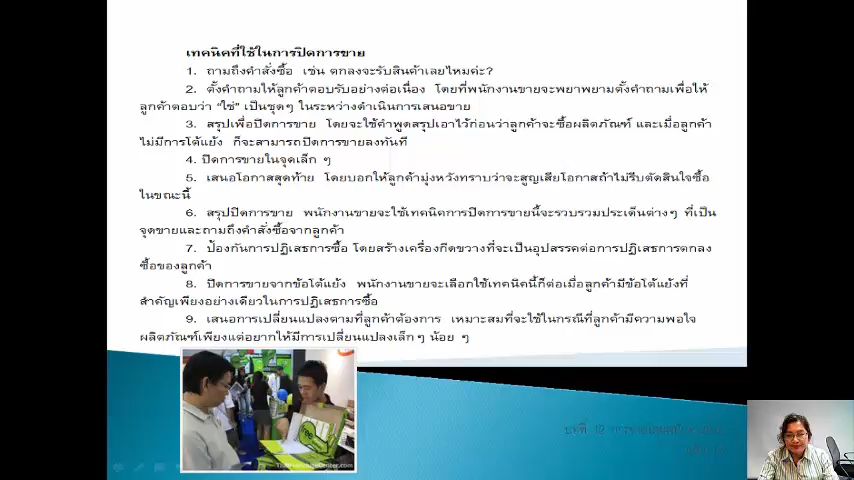 เทคนิคที่ใช้ในการปิดการขาย
1. ถามถึงคำสั่งซื้อ เช่น ตกลงจะรับสินค้าเลยไหมค่ะ?
2. ตั้งคำถามให้ลูกค้าตอบรับอย่างต่อเนื่อง โดยที่พนักงานขายจะพยายามตั้งคำถามเพื่อให้
ลูกค้าตอบว่า "ใช่" เป็นชุดๆ ในระหว่างดำเนินการเสนอขาย
3. สรุปเพื่อปิดการขาย โดยจะใช้คำพูดสรุปเอาไว้ก่อนว่าลูกค้าจะซื้อผลิตภัณฑ์ และเมื่อลูกค้า
ไม่มีการโต้แย้ง ก็จะสามารถปิดการขายลงทันที
4. ปิดการขายในจุดเล็ก ๆ
5. เสนอโอกาสสุดท้าย โดยบอกให้ลูกค้ามุ่งหวังทราบว่าจะสูญเสียโอกาสถ้าไม่รีบตัดสินใจซื้อ
ในขณะนี้
6. สรุปปิดการขาย พนักงานขายจะใช้เทคนิคการปิดการขายนี้จะรวบรวมประเด็นต่างๆ ที่เป็น
จุดขายและถามถึงคำสั่งซื้อจากลูกค้า
7. ป้องกันการปฏิเสธการซื้อ โดยสร้างเครื่องกีดขวางที่จะเป็นอุปสรรคต่อการปฏิเสธการตกลง
ซื้อของลูกค้า
8. ปิดการขายจากข้อโต้แย้ง พนักงานขายจะเลือกใช้เทคนิคนี้ก็ต่อเมื่อลูกค้ามีข้อโต้แย้งที่
สำคัญเพียงอย่างเดียวในการปฏิเสธการซื้อ
9. เสนอการเปลี่ยนแปลงตามที่ลูกค้าต้องการ เหมาะสมที่จะใช้ในกรณีที่ลูกค้ามีความพอใจ
ผลิตภัณฑ์เพียงแต่อยากให้มีการเปลี่ยนแปลงเล็กๆ น้อย ๆ
ThaiFranchiseCenter.com
บทที่